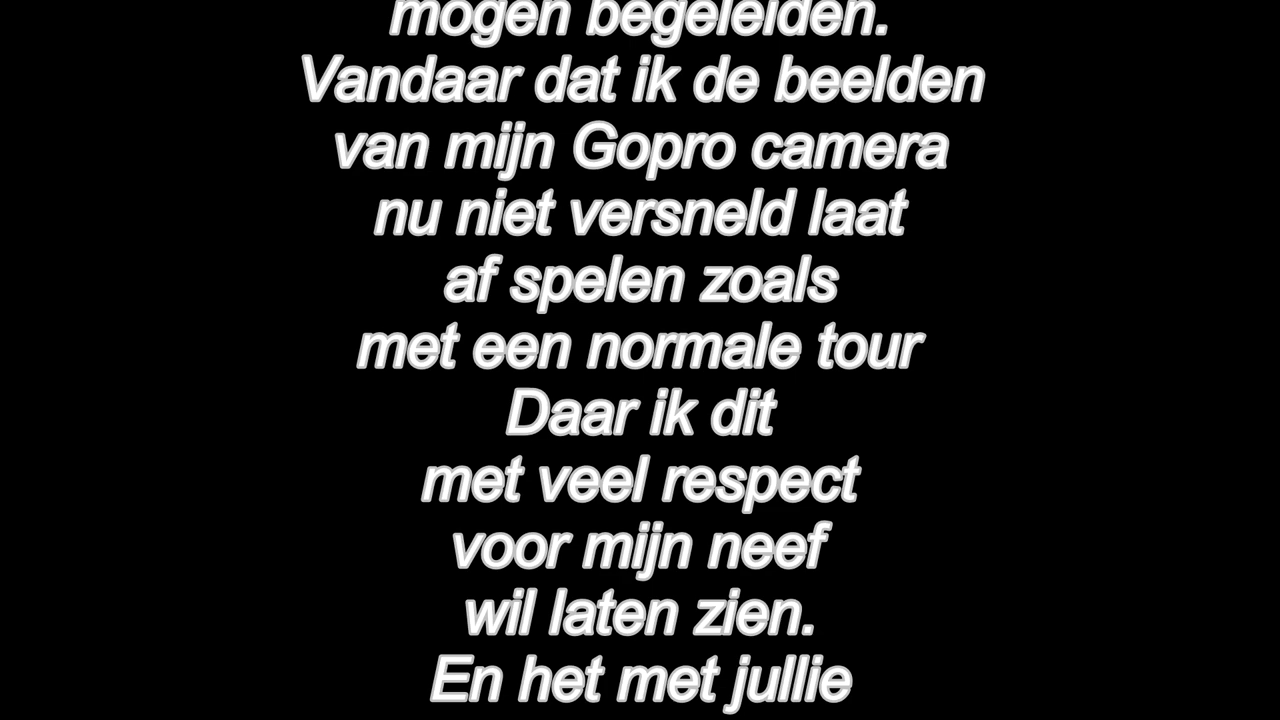 mogen begeleiden.
Vandaar dat ik de beelden
van mijn Gopro camera
nu niet versneld laat
af spelen zoals
met een normale tour
Daar ik dit
met veel respect
voor mijn neef
wil laten zien.
En het met jullie